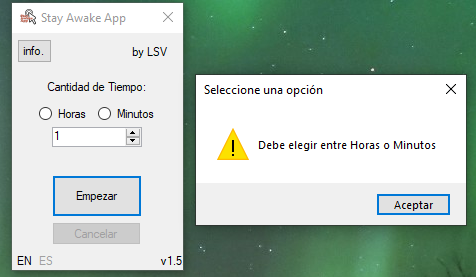 Stay Awake App
info.
by LSV
Cantidad de Tiempo:
Horas Minutos
1
Empezar
Cancelar
EN ES v1.5
Seleccione una opción
Debe elegir entre Horas o Minutos
Aceptar